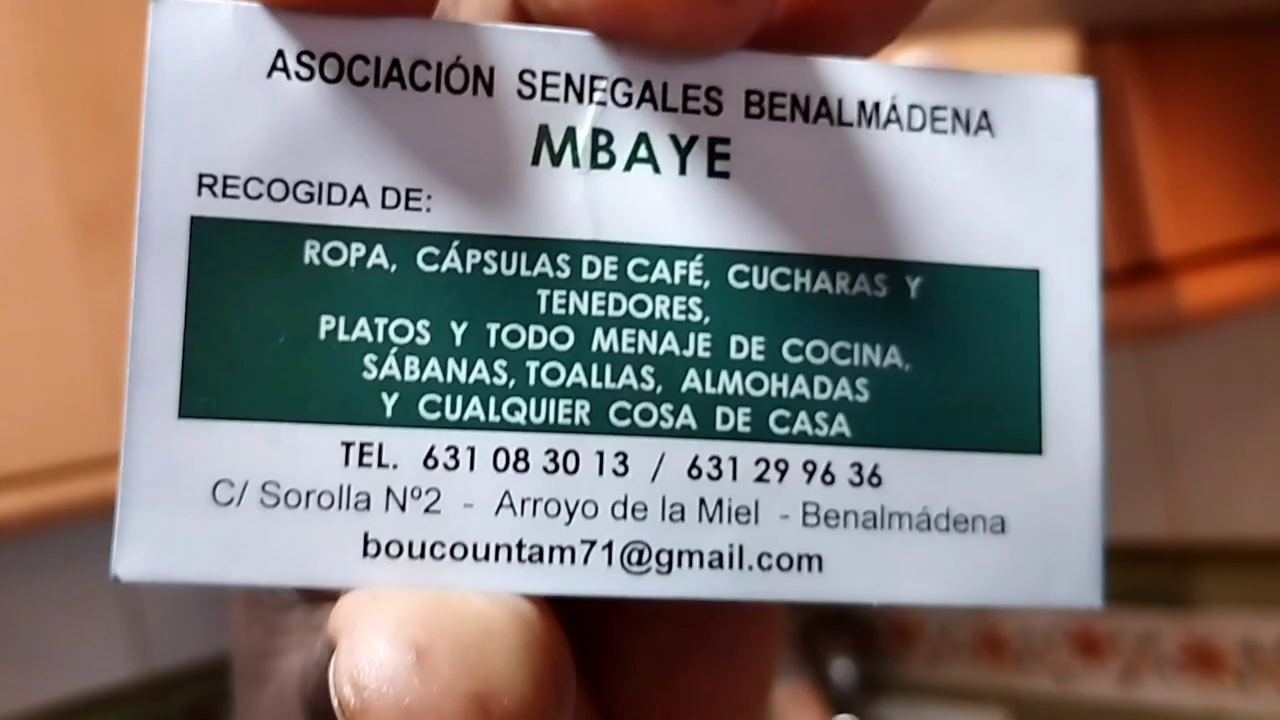 ASOCIACIÓN SENEGALES BENALMÁDENA
MBAYE
RECOGIDA DE:
ROPA, CÁPSULAS DE CAFÉ, CUCHARAS Y
TENEDORES,
PLATOS Y TODO MENAJE DE COCINA,
SÁBANAS, TOALLAS, ALMOHADAS
Y CUALQUIER COSA DE CASA
TEL. 631 08 30 13 / 631 29 96 36
C/ Sorolla Nº2 - Arroyo de la Miel - Benalmádena
boucountam71@gmail.com